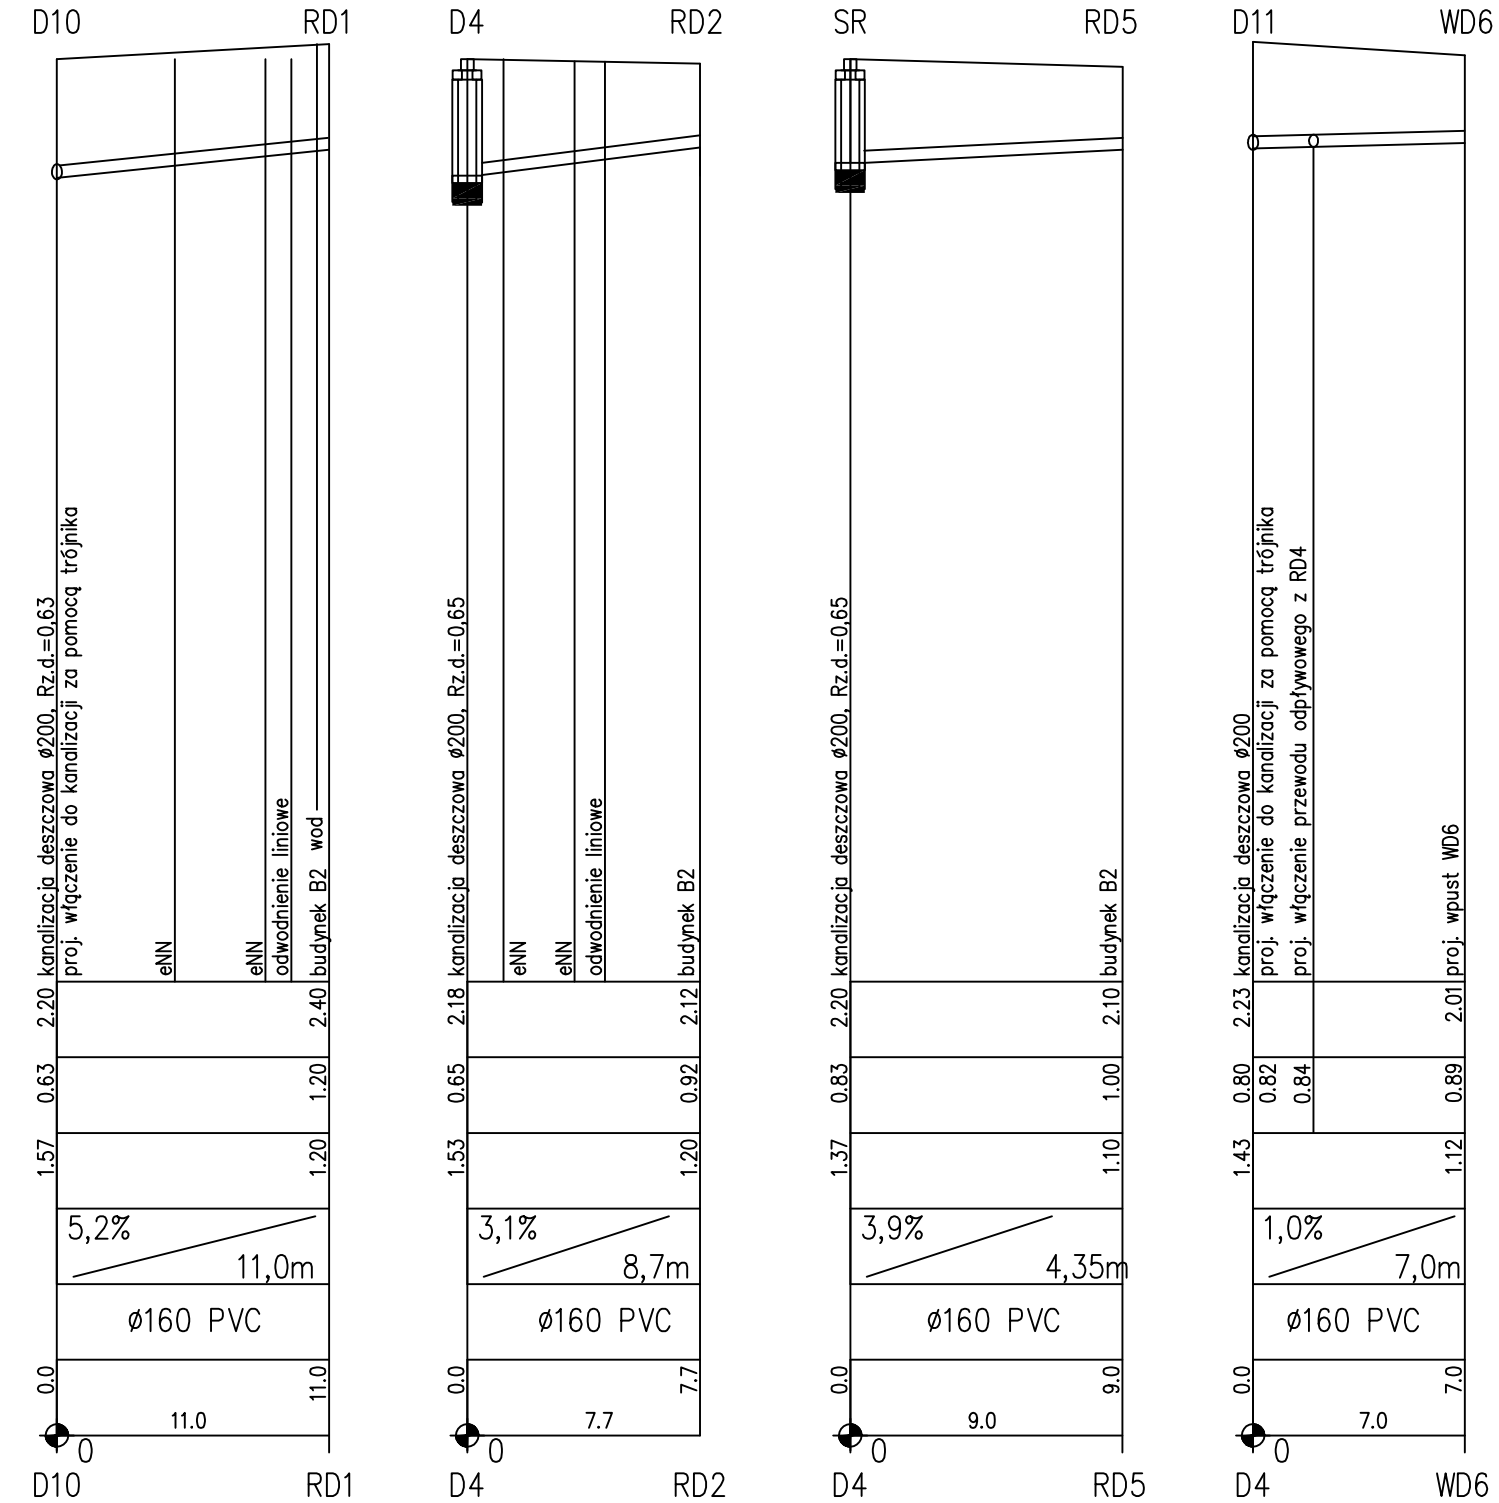 D10 RD1
kanalizacja deszczowa ø200, Rz.d.=0,63
proj. włączenie do kanalizacji za pomocą trójnika
eNN
eNN
odwodnienie liniowe
budynek B2 wod
2.20 2.40
0.63 1.20
1.57 1.20
5,2%
11,0m
ø160 PVC
0.0 11.0
11.0
0
D10 RD1
D4 RD2
kanalizacja deszczowa ø200, Rz.d.=0,65
eNN
eNN
odwodnienie liniowe
budynek B2
2.18 2.12
0.65 0.92
1.53 1.20
3,1%
8,7m
ø160 PVC
0.0 7.7
7.7
0
D4 RD2
SR RD5
kanalizacja deszczowa ø200, Rz.d.=0,65
budynek B2
2.20 2.10
0.83 1.00
1.37 1.10
3,9%
4,35m
ø160 PVC
0.0 9.0
9.0
0
D4 RD5
D11 WD6
kanalizacja deszczowa ø200
proj. włączenie do kanalizacji za pomocą trójnika
proj. włączenie przewodu odpływowego z RD4
proj. wpust WD6
2.23 2.01
0.80 0.82 0.84 0.89
1.43 1.12
1,0%
7,0m
ø160 PVC
0.0 7.0
7.0
0
D4 WD6